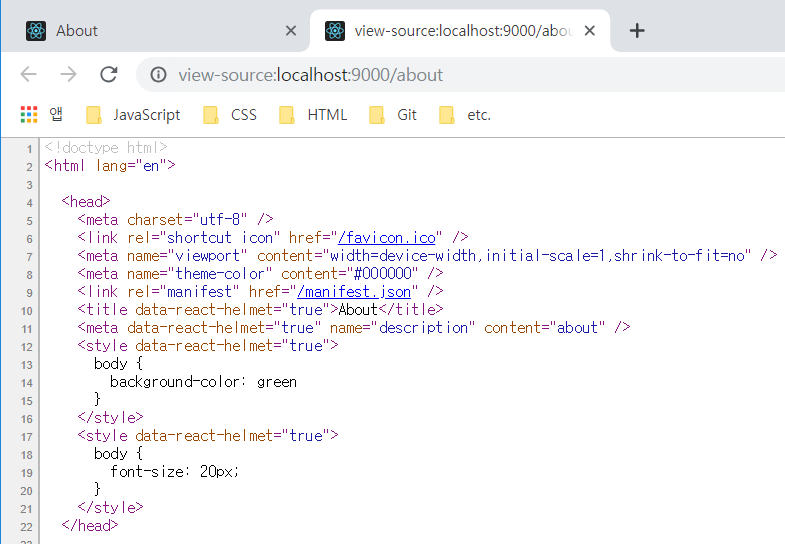 About
view-source:localhost:9000/abou
view-source:localhost:9000/about
앱 JavaScript CSS HTML Git etc.
1 <!doctype html>
2 <html lang="en">
3
4 <head>
5 <meta charset="utf-8" />
6 <link rel="shortcut icon" href="/favicon.ico" />
7 <meta name="viewport" content="width=device-width,initial-scale=1,shrink-to-fit=no" />
8 <meta name="theme-color" content="#000000" />
9 <link rel="manifest" href="/manifest.json" />
10 <title data-react-helmet="true">About</title>
11 <meta data-react-helmet="true" name="description" content="about" />
12 <style data-react-helmet="true">
13 body {
14 background-color: green
15 }
16 </style>
17 <style data-react-helmet="true">
18 body {
19 font-size: 20px;
20 }
21 </style>
22 </head>